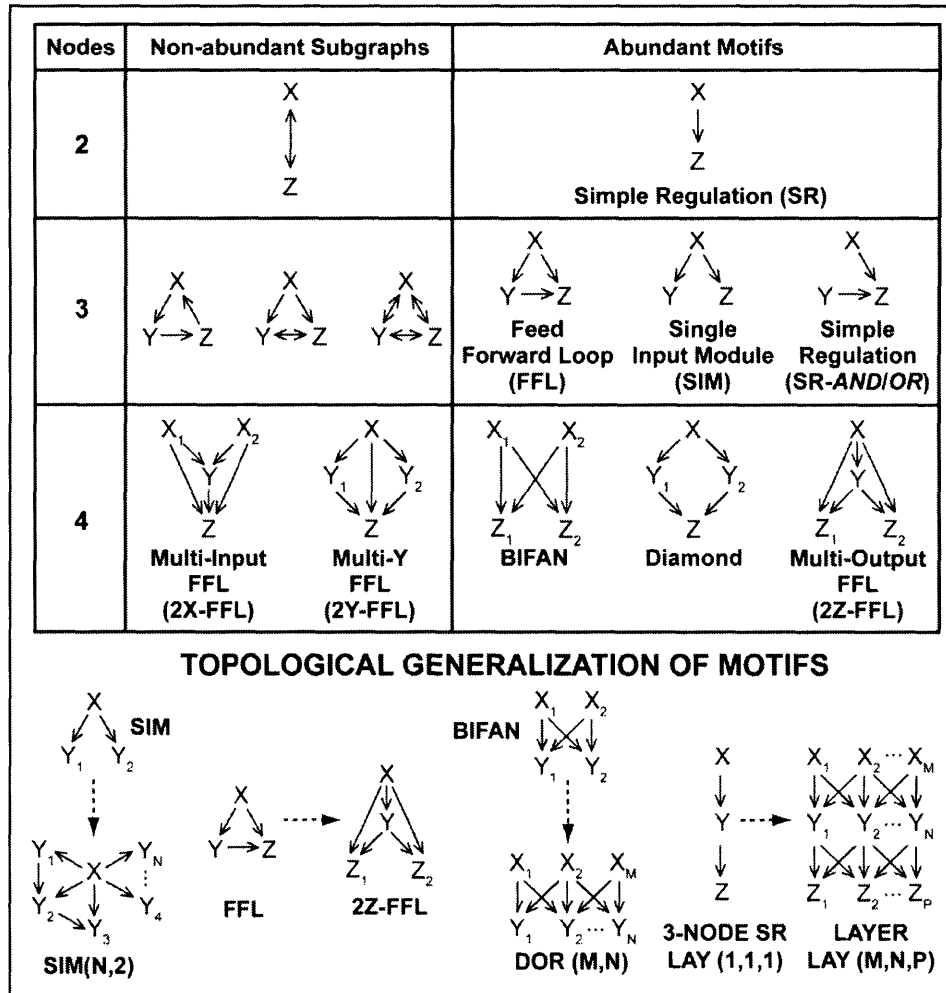 Nodes Non-abundant Subgraphs Abundant Motifs
2
X
Z
X
Z
Simple Regulation (SR)
3
X
Y Z
X
Y Z
X
Y Z
X
Y Z
Feed
Forward Loop
(FFL)
X
Y Z
Single
Input Module
(SIM)
X
Y Z
Simple
Regulation
(SR-AND/OR)
4
X1 X2
Y
Z
Multi-Input
FFL
(2X-FFL)
X
Y1 Y2
Z
Multi-Y
FFL
(2Y-FFL)
X1 X2
Z1 Z2
BIFAN
X
Y1 Y2
Z
Diamond
X
Y
Z1 Z2
Multi-Output
FFL
(2Z-FFL)
TOPOLOGICAL GENERALIZATION OF MOTIFS
X
SIM
Y1 Y2
Y1 X YN
Y2 Y3 Y4
SIM(N,2)
X
Y Z
FFL
X
Y
Z1 Z2
2Z-FFL
X1 X2
BIFAN
Y1 Y2
X1 X2 XM
Y1 Y2 ... YN
DOR (M,N)
X
Y
Z
3-NODE SR
LAY (1,1,1)
X1 X2 ... XM
Y1 Y2 ... YN
Z1 Z2 ... ZP
LAYER
LAY (M,N,P)